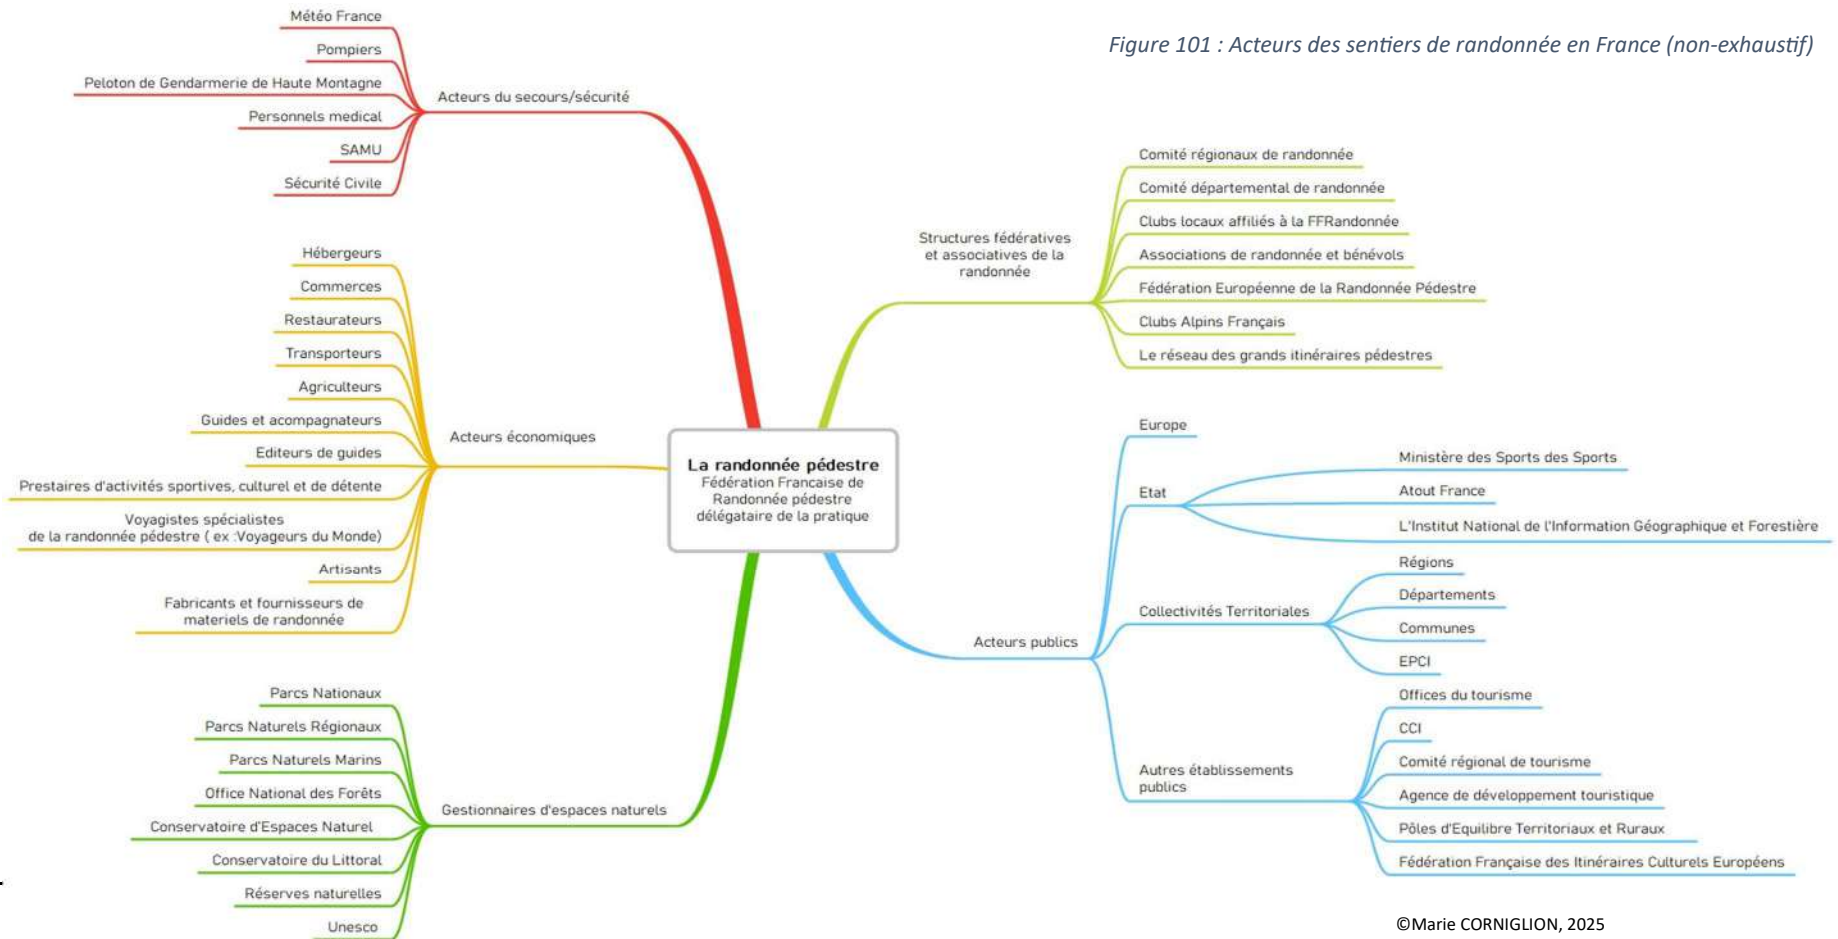 Figure 101 : Acteurs des sentiers de randonnée en France (non-exhaustif)
Météo France
Pompiers
Peloton de Gendarmerie de Haute Montagne
Personnels medical
SAMU
Sécurité Civile
Acteurs du secours/sécurité
Hébergeurs
Commerces
Restaurateurs
Transporteurs
Agriculteurs
Guides et acompagnateurs
Editeurs de guides
Prestaires d'activités sportives, culturel et de détente
Voyagistes spécialistes
de la randonnée pédestre ( ex :Voyageurs du Monde)
Artisants
Fabricants et fournisseurs de
materiels de randonnée
Acteurs économiques
Parcs Nationaux
Parcs Naturels Régionaux
Parcs Naturels Marins
Office National des Forêts
Conservatoire d'Espaces Naturel
Conservatoire du Littoral
Réserves naturelles
Unesco
Gestionnaires d'espaces naturels
La randonnée pédestre
Fédération Francaise de
Randonnée pédestre
délégataire de la pratique
Structures fédératives
et associatives de la
randonnée
Comité régionaux de randonnée
Comité départemental de randonnée
Clubs locaux affiliés à la FFRandonnée
Associations de randonnée et bénévols
Fédération Européenne de la Randonnée Pédestre
Clubs Alpins Français
Le réseau des grands itinéraires pédestres
Acteurs publics
Europe
Etat
Ministère des Sports des Sports
Atout France
L'Institut National de l'Information Géographique et Forestière
Collectivités Territoriales
Régions
Départements
Communes
EPCI
Autres établissements
publics
Offices du tourisme
CCI
Comité régional de tourisme
Agence de développement touristique
Pôles d'Equilibre Territoriaux et Ruraux
Fédération Française des Itinéraires Culturels Européens
©Marie CORNIGLION, 2025